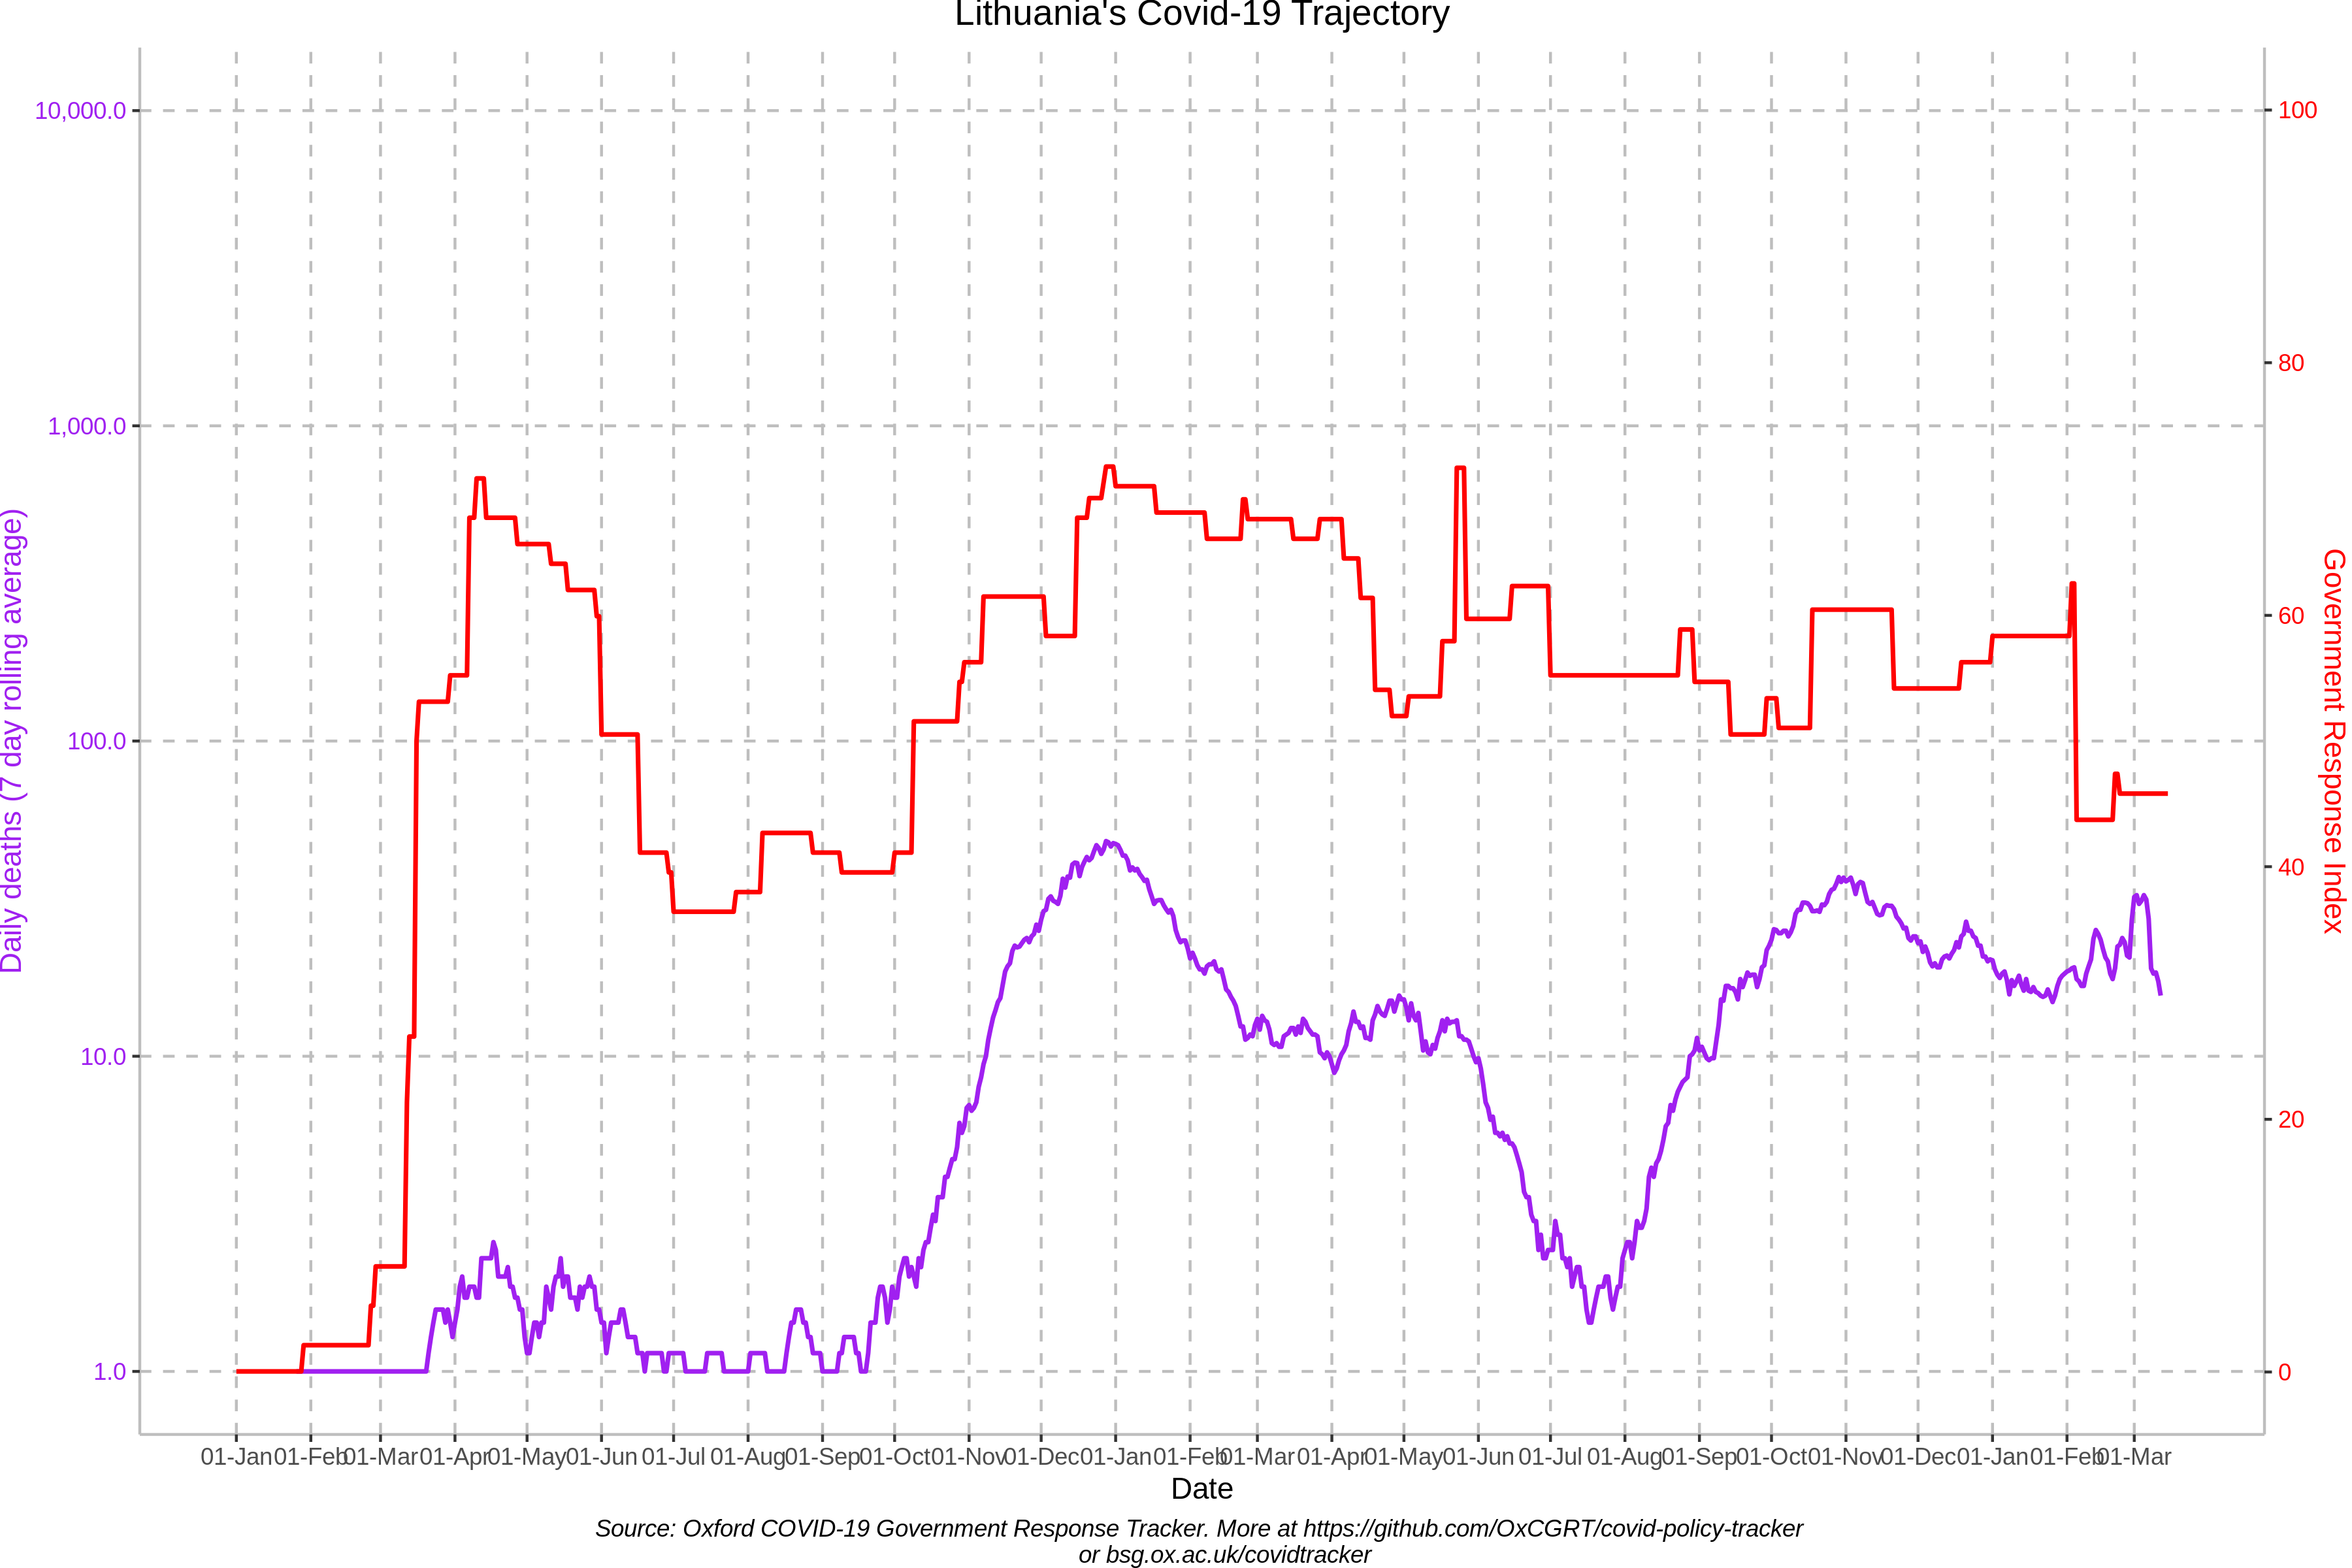 Lithuania's Covid-19 Trajectory
10,000.0
1,000.0
100.0
10.0
1.0
Daily deaths (7 day rolling average)
100
80
60
40
20
0
Government Response Index
01-Jan 01-Feb 01-Mar 01-Apr 01-May 01-Jun 01-Jul 01-Aug 01-Sep 01-Oct 01-Nov 01-Dec 01-Jan 01-Feb 01-Mar 01-Apr 01-May 01-Jun 01-Jul 01-Aug 01-Sep 01-Oct 01-Nov 01-Dec 01-Jan 01-Feb 01-Mar
Date
Source: Oxford COVID-19 Government Response Tracker. More at https://github.com/OxCGRT/covid-policy-tracker
or bsg.ox.ac.uk/covidtracker